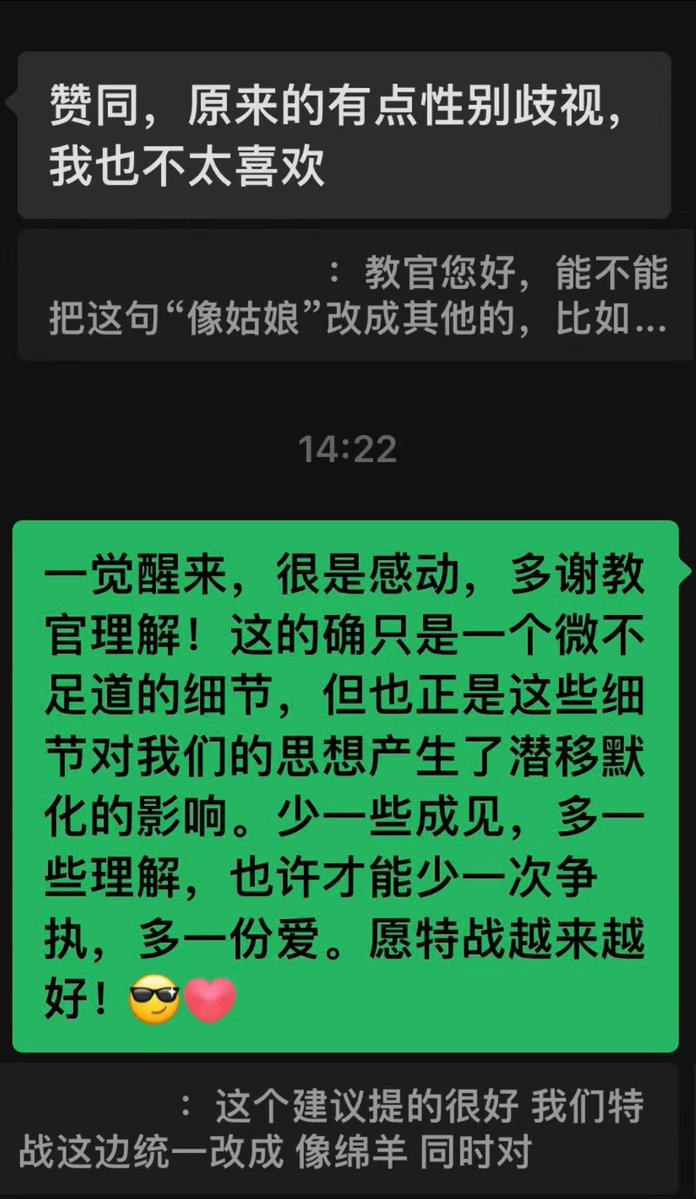 赞同，原来的有点性别歧视，
我也不太喜欢
：教官您好，能不能
把这句“像姑娘”改成其他的，比如...
14:22
一觉醒来，很是感动，多谢教
官理解！这的确只是一个微不
足道的细节，但也正是这些细
节对我们的思想产生了潜移默
化的影响。少一些成见，多一
些理解，也许才能少一次争
执，多一份爱。愿特战越来越
好！😎❤️
：这个建议提的很好 我们特
战这边统一改成 像绵羊 同时对